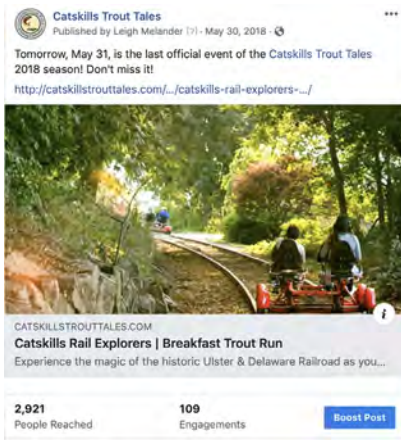 Catskills Trout Tales
Published by Leigh Melander [?] · May 30, 2018 ·
Tomorrow, May 31, is the last official event of the Catskills Trout Tales
2018 season! Don't miss it!
http://catskillstrouttales.com/.../catskills-rail-explorers-.../
i
CATSKILLSTROUTTALES.COM
Catskills Rail Explorers | Breakfast Trout Run
Experience the magic of the historic Ulster & Delaware Railroad as you...
2,921
People Reached
109
Engagements
Boost Post